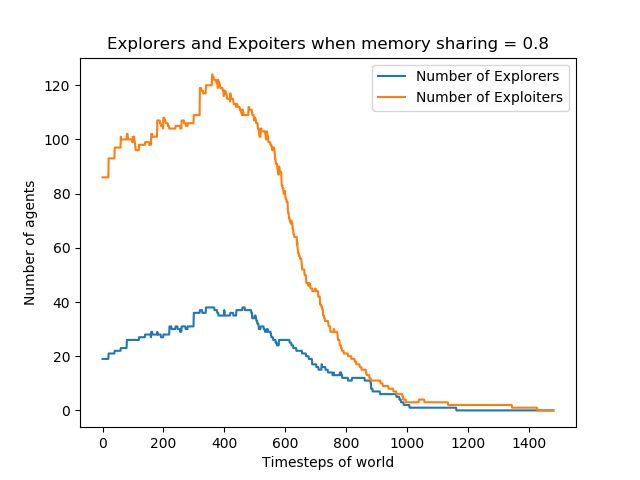 Explorers and Expoiters when memory sharing = 0.8
Number of Explorers
Number of Exploiters
Number of agents
120
100
80
60
40
20
0
0 200 400 600 800 1000 1200 1400
Timesteps of world